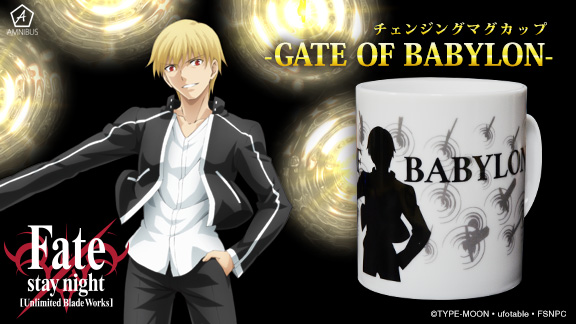 AMNIBUS
チェンジングマグカップ
-GATE OF BABYLON-
E BABYLON
Fate
stay night
[Unlimited Blade Works]
©TYPE-MOON・ufotable・FSNPC